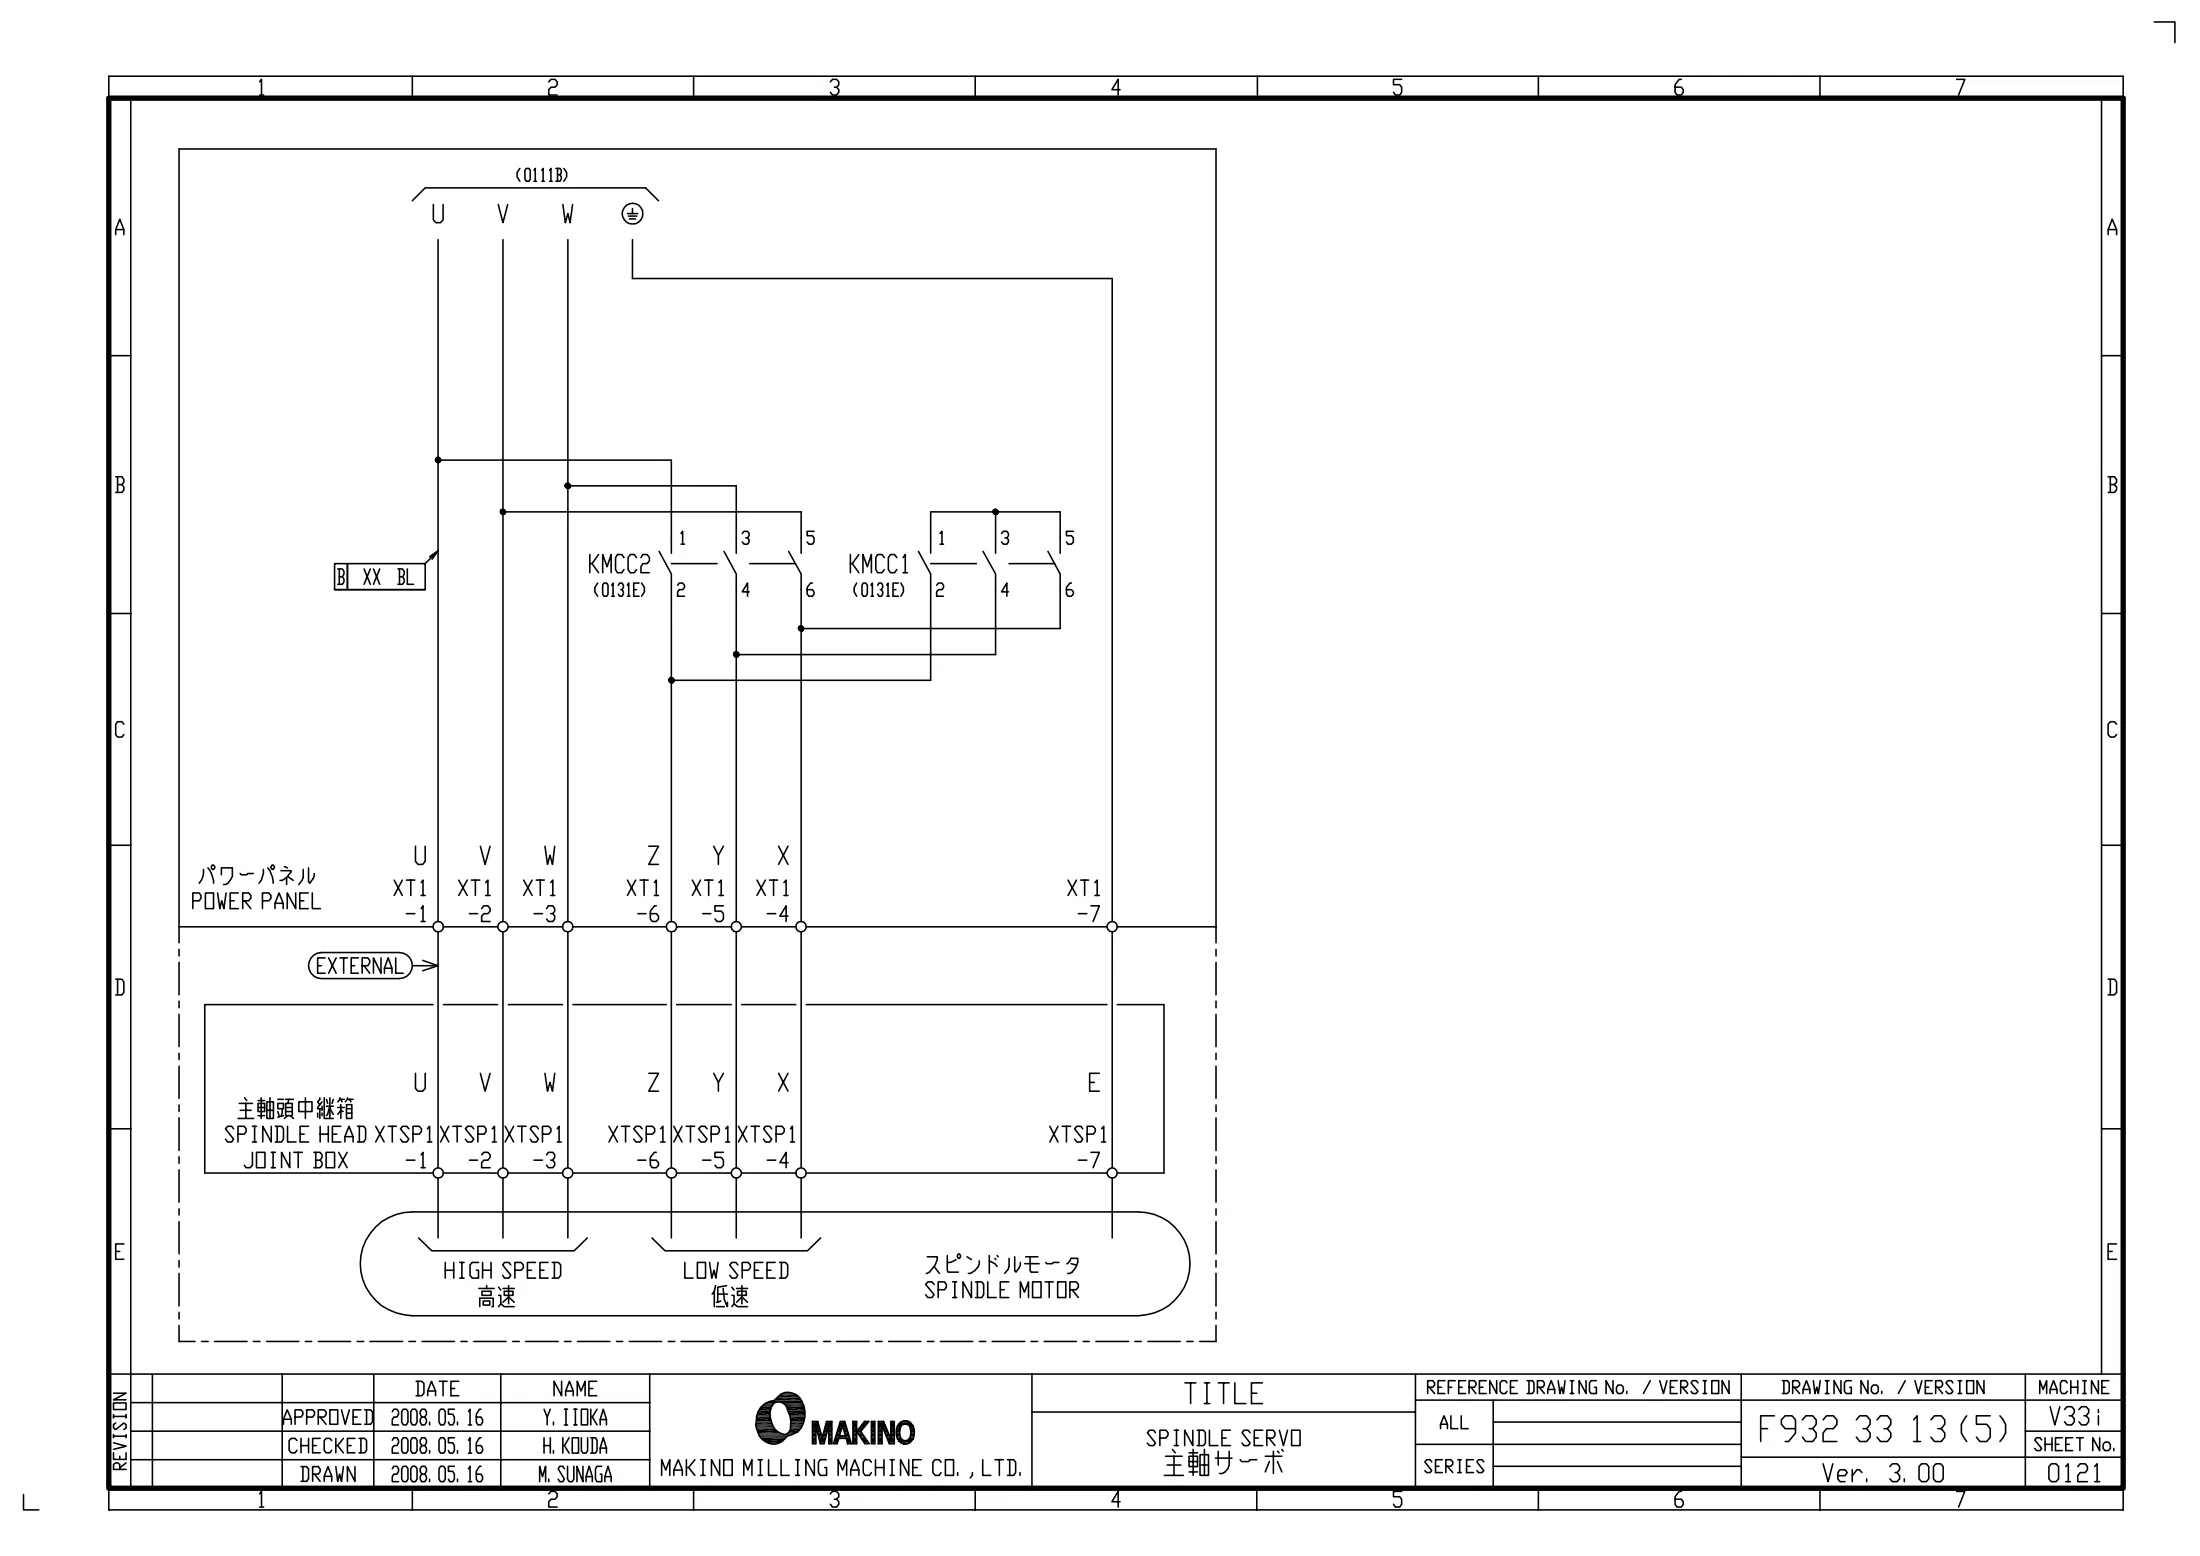 1 2 3 4 5 6 7
(0111B)
U V W
A A
B B
1 3 5 1 3 5
KMCC2 KMCC1
(0131E) (0131E)
2 4 6 2 4 6
B XX BL
C C
U V W Z Y X
パワーパネル
POWER PANEL
XT1 XT1 XT1 XT1 XT1 XT1 XT1
-1 -2 -3 -6 -5 -4 -7
EXTERNAL
D D
U V W Z Y X E
主軸頭中継箱
SPINDLE HEAD XTSP1 XTSP1 XTSP1 XTSP1 XTSP1 XTSP1 XTSP1
JOINT BOX -1 -2 -3 -6 -5 -4 -7
E E
HIGH SPEED
高速
LOW SPEED
低速
スピンドルモータ
SPINDLE MOTOR
REVISION
DATE NAME
APPROVED 2008.05.16 Y. IIOKA
CHECKED 2008.05.16 H. KOUDA
DRAWN 2008.05.16 M. SUNAGA
MAKINO
MAKINO MILLING MACHINE CO.,LTD.
TITLE
SPINDLE SERVO
主軸サーボ
REFERENCE DRAWING No. / VERSION
ALL
SERIES
DRAWING No. / VERSION
F932 33 13(5)
Ver. 3.00
MACHINE
V33i
SHEET No.
0121
1 2 3 4 5 6 7